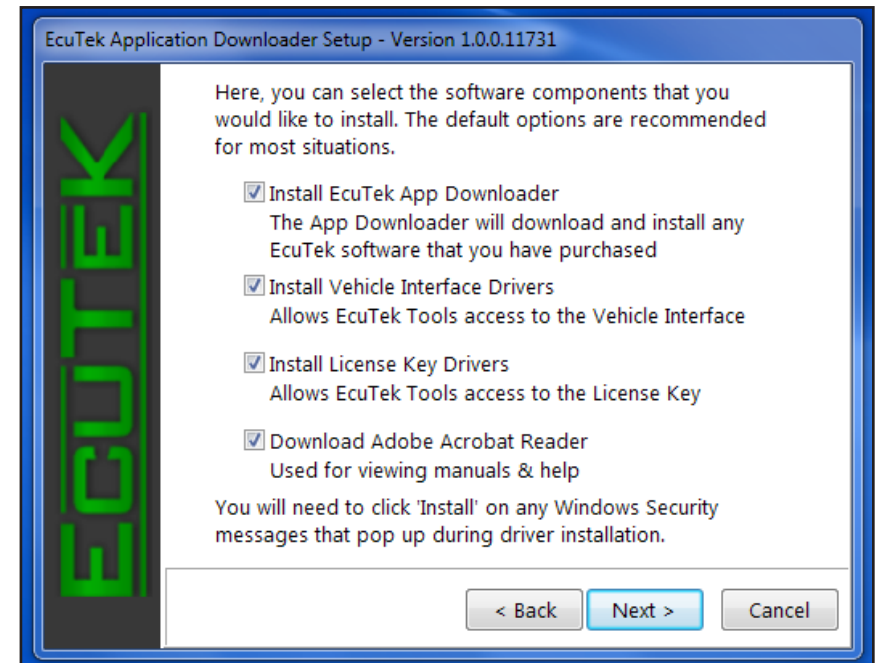 EcuTek Application Downloader Setup - Version 1.0.0.11731
ECUTEK
Here, you can select the software components that you
would like to install. The default options are recommended
for most situations.
Install EcuTek App Downloader
The App Downloader will download and install any
EcuTek software that you have purchased
Install Vehicle Interface Drivers
Allows EcuTek Tools access to the Vehicle Interface
Install License Key Drivers
Allows EcuTek Tools access to the License Key
Download Adobe Acrobat Reader
Used for viewing manuals & help
You will need to click 'Install' on any Windows Security
messages that pop up during driver installation.
< Back Next > Cancel